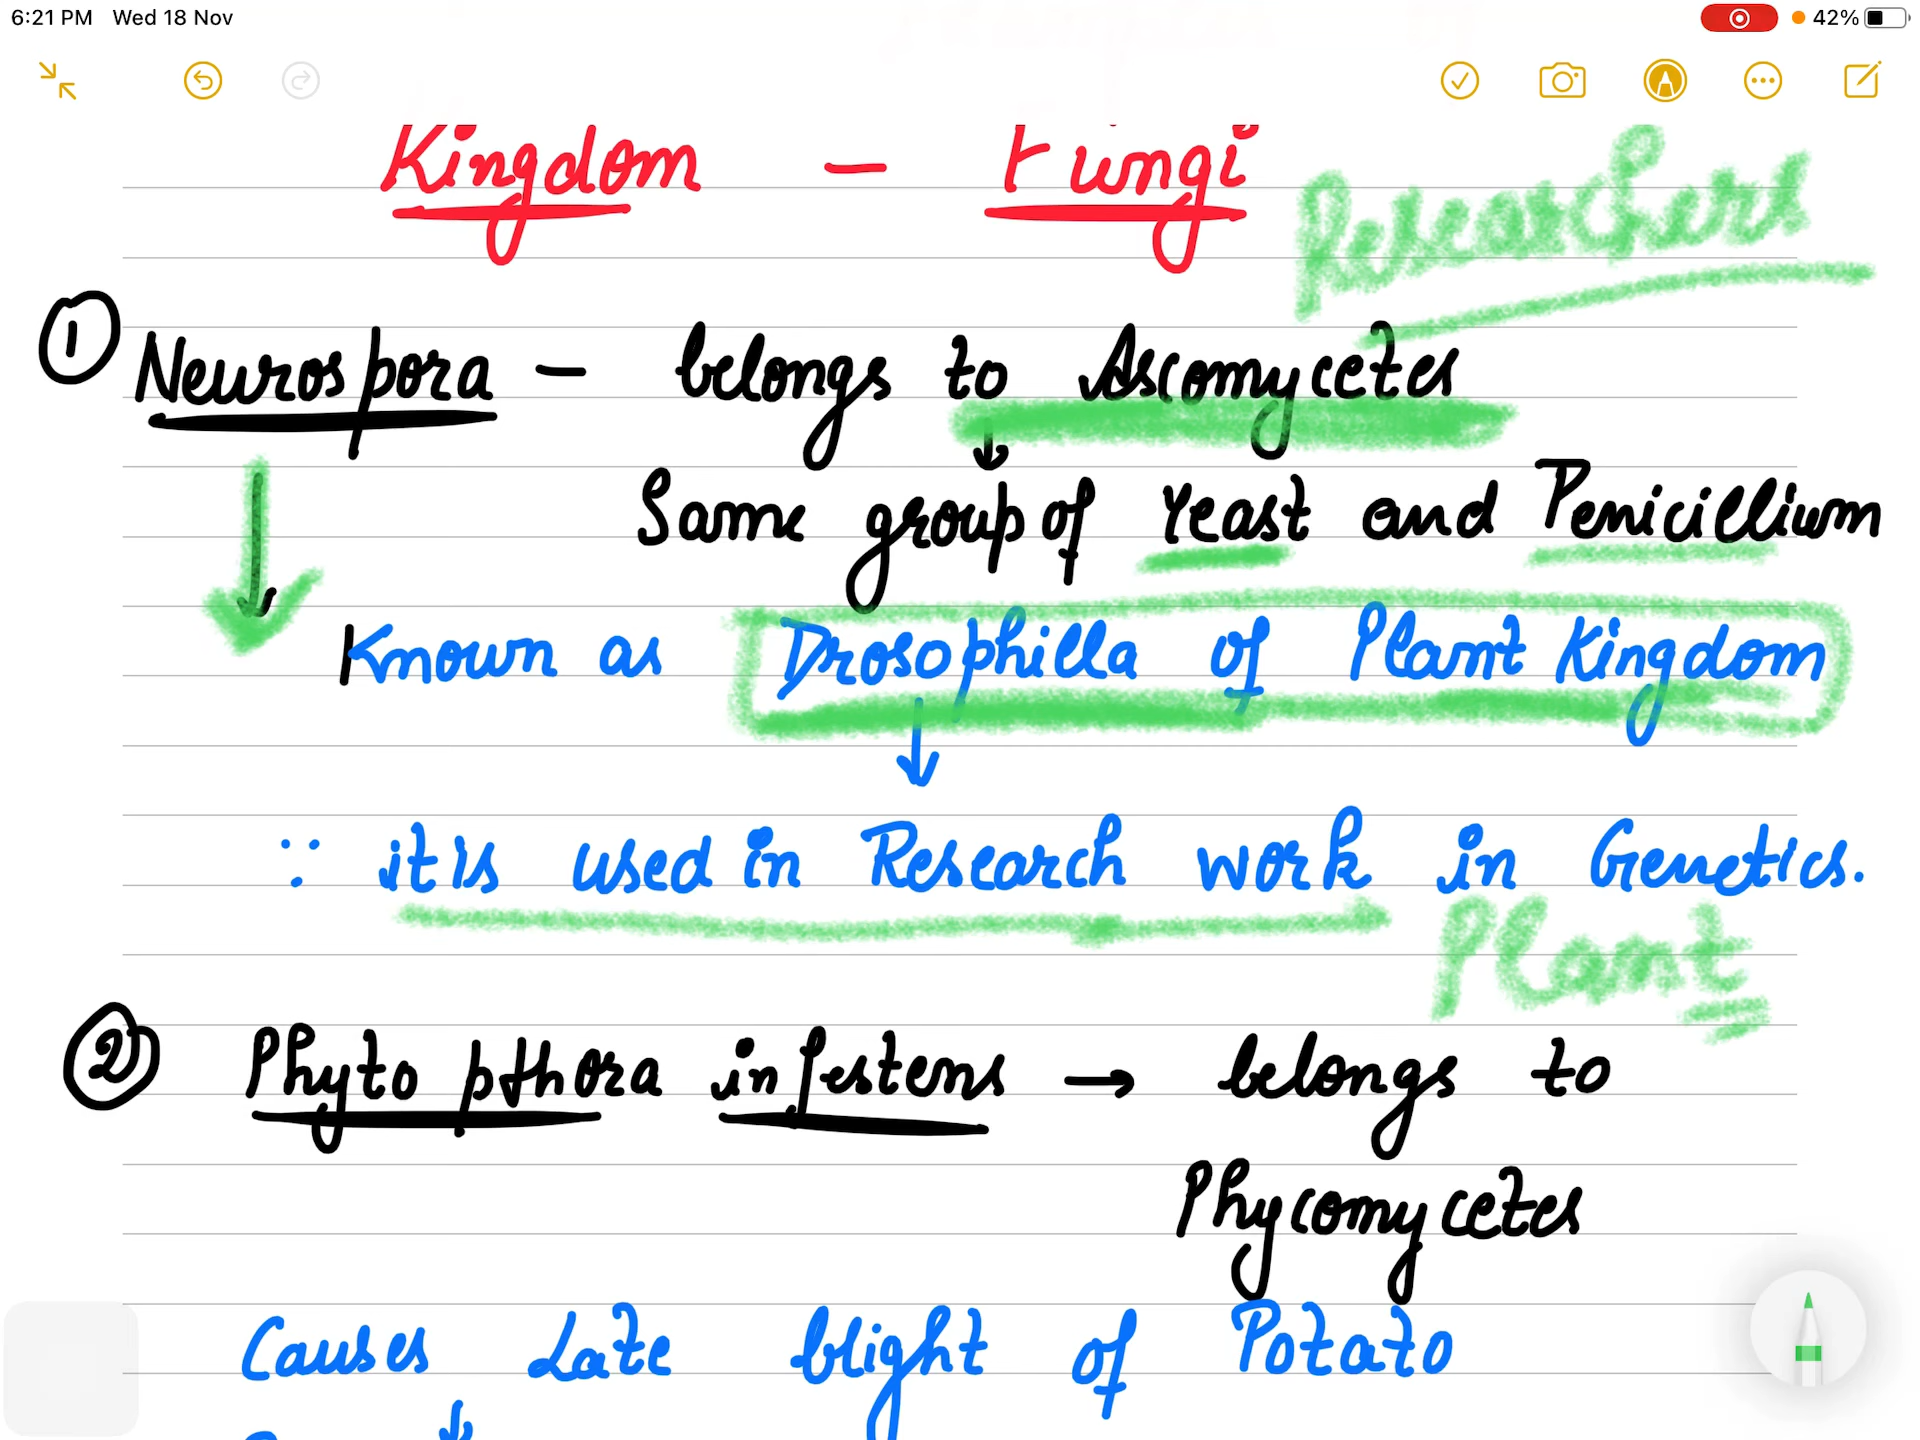 6:21 PM Wed 18 Nov 42%
Kingdom - Fungi
Researchers
1 Neurospora - belongs to Ascomycetes
Same group of Yeast and Penicillium
Known as Drosophilla of Plant Kingdom
∵ it is used in Research work in Genetics.
Plant
2 Phytopthora infestens → belongs to
Phycomycetes
Causes Late blight of Potato